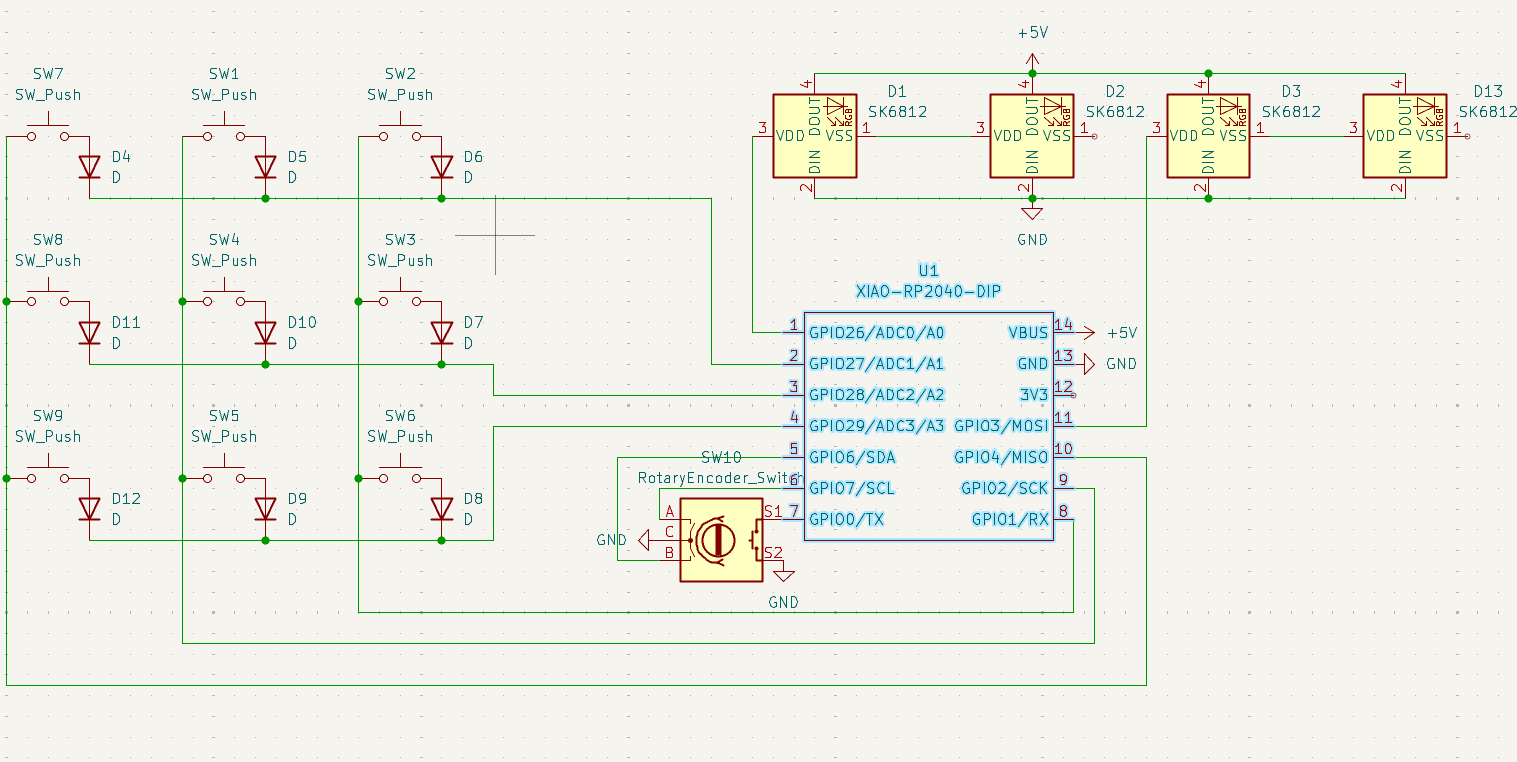 +5V
SW7
SW_Push
SW1
SW_Push
SW2
SW_Push
D4
D
D5
D
D6
D
4
DOUT
RGB
3
VDD
VSS
1
DIN
2
D1
SK6812
4
DOUT
RGB
3
VDD
VSS
1
DIN
2
D2
SK6812
4
DOUT
RGB
3
VDD
VSS
1
DIN
2
D3
SK6812
4
DOUT
RGB
3
VDD
VSS
1
DIN
2
D13
SK6812
GND
SW8
SW_Push
SW4
SW_Push
SW3
SW_Push
D11
D
D10
D
D7
D
U1
XIAO-RP2040-DIP
1 GPIO26/ADC0/A0 VBUS 14 +5V
2 GPIO27/ADC1/A1 GND 13 GND
3 GPIO28/ADC2/A2 3V3 12
4 GPIO29/ADC3/A3 GPIO3/MOSI 11
5 GPIO6/SDA GPIO4/MISO 10
6 GPIO7/SCL GPIO2/SCK 9
7 GPIO0/TX GPIO1/RX 8
SW9
SW_Push
SW5
SW_Push
SW6
SW_Push
D12
D
D9
D
D8
D
SW10
RotaryEncoder_Switch
A S1
GND C
B S2
GND